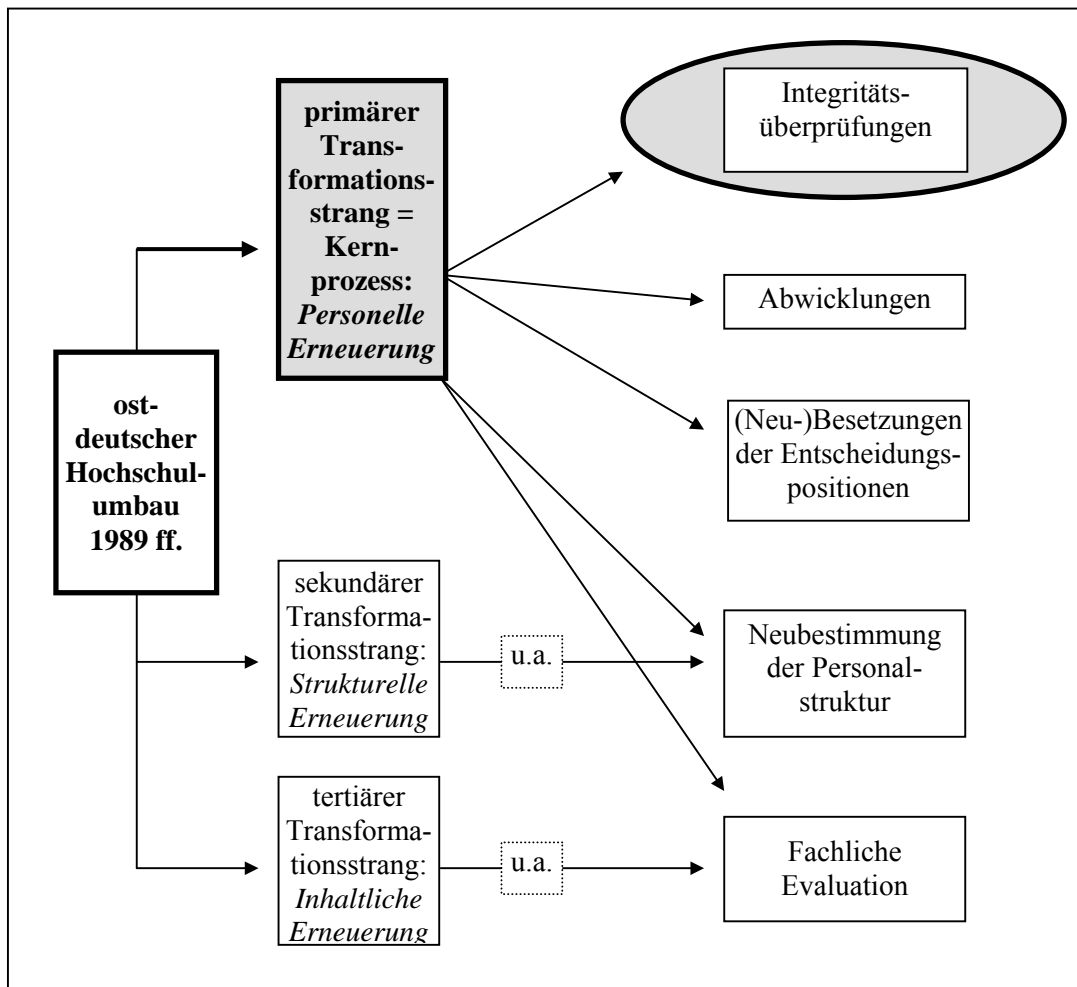 ost-
deutscher
Hochschul-
umbau
1989 ff.
primärer
Trans-
formations-
strang =
Kern-
prozess:
Personelle
Erneuerung
sekundärer
Transforma-
tionsstrang:
Strukturelle
Erneuerung
u.a.
tertiärer
Transforma-
tionsstrang:
Inhaltliche
Erneuerung
u.a.
Integritäts-
überprüfungen
Abwicklungen
(Neu-)Besetzungen
der Entscheidungs-
positionen
Neubestimmung
der Personal-
struktur
Fachliche
Evaluation